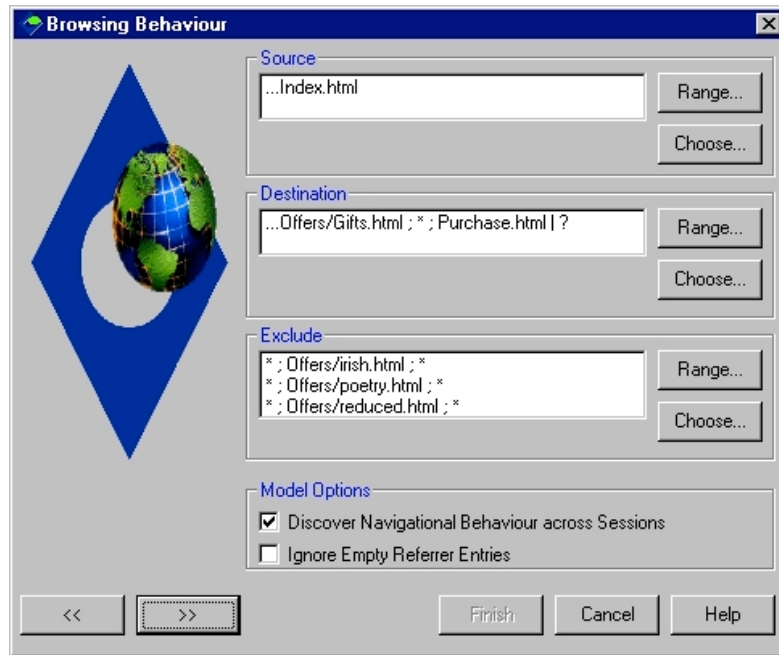 Browsing Behaviour
Source
...Index.html
Range...
Choose...
Destination
...Offers/Gifts.html ; * ; Purchase.html | ?
Range...
Choose...
Exclude
* ; Offers/irish.html ; *
* ; Offers/poetry.html ; *
* ; Offers/reduced.html ; *
Range...
Choose...
Model Options
Discover Navigational Behaviour across Sessions
Ignore Empty Referrer Entries
<< >> Finish Cancel Help